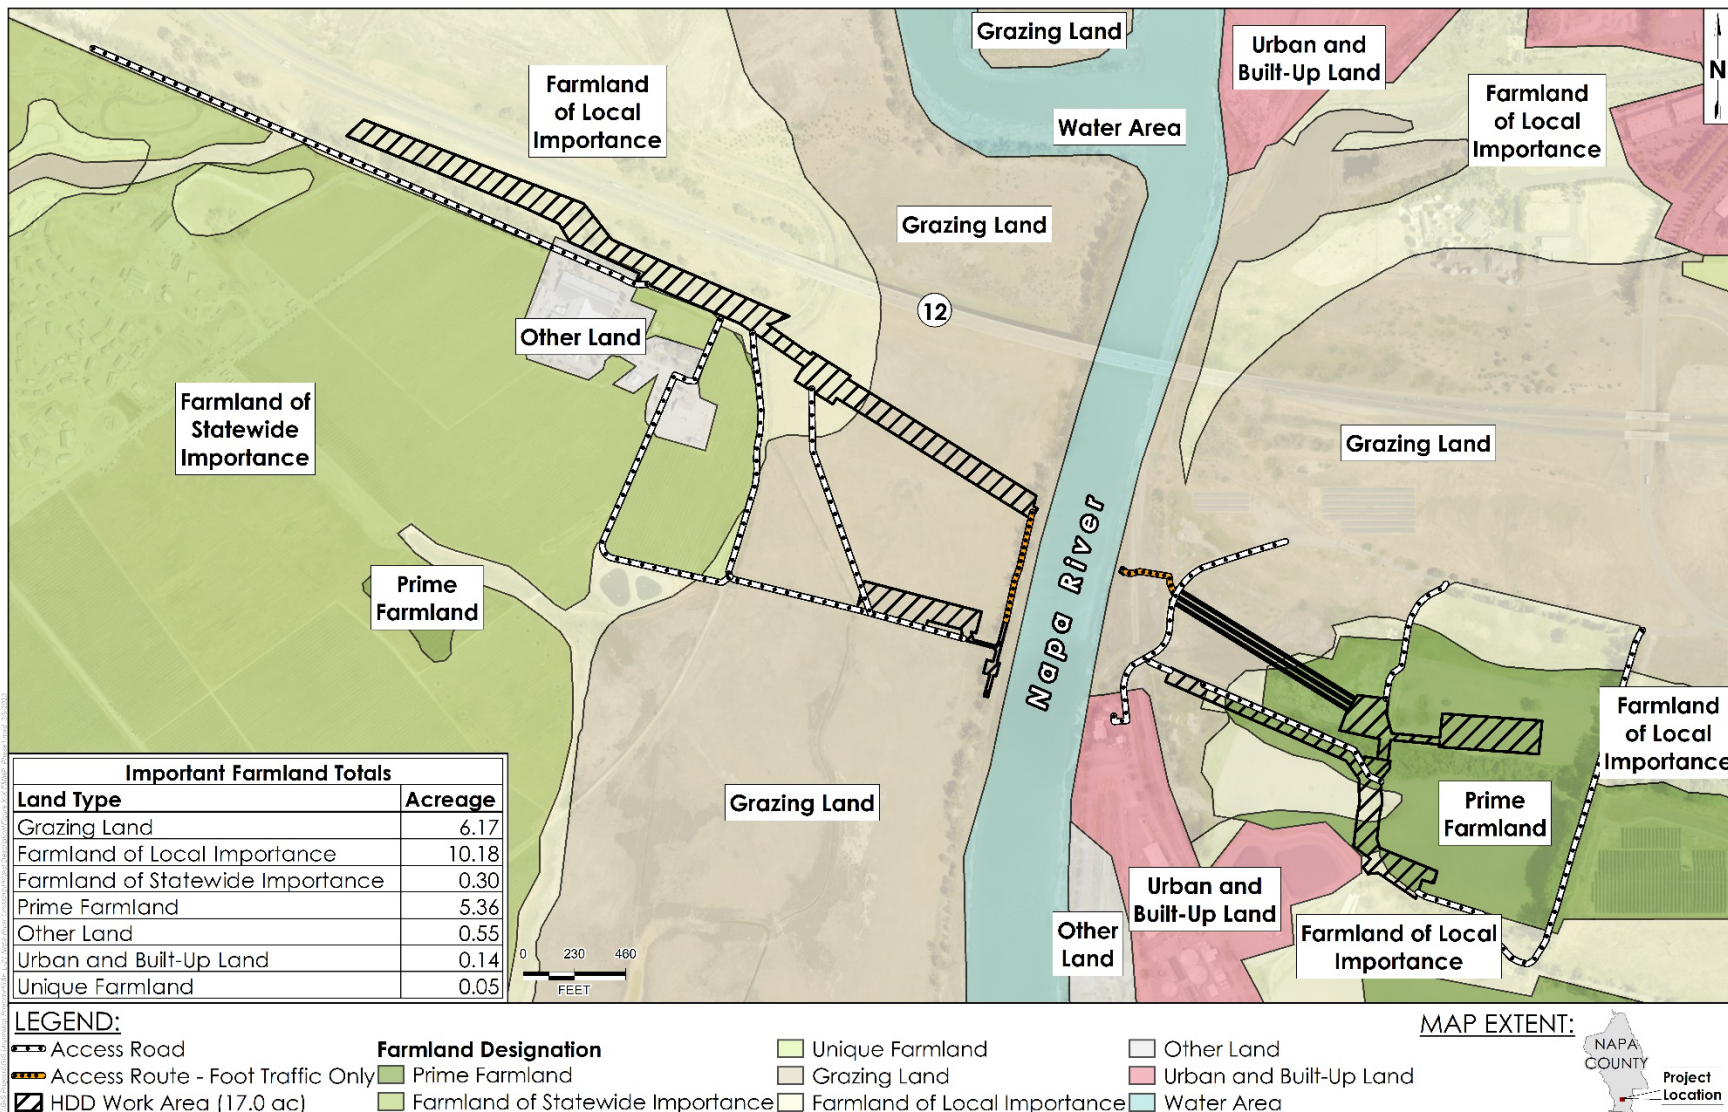 Grazing Land
Urban and
Built-Up Land
N
Farmland
of Local
Importance
Farmland
of Local
Importance
Water Area
Grazing Land
12
Other Land
Farmland of
Statewide
Importance
Grazing Land
Napa River
Prime
Farmland
Farmland
of Local
Importance
Grazing Land
Prime
Farmland
Urban and
Built-Up Land
Other
Land
Farmland of Local
Importance
Important Farmland Totals
Land Type Acreage
Grazing Land 6.17
Farmland of Local Importance 10.18
Farmland of Statewide Importance 0.30
Prime Farmland 5.36
Other Land 0.55
Urban and Built-Up Land 0.14
Unique Farmland 0.05
0 230 460
FEET
LEGEND:
Access Road
Access Route - Foot Traffic Only
HDD Work Area (17.0 ac)
Farmland Designation
Prime Farmland
Farmland of Statewide Importance
Unique Farmland
Grazing Land
Farmland of Local Importance
Other Land
Urban and Built-Up Land
Water Area
MAP EXTENT:
NAPA
COUNTY
Project
Location